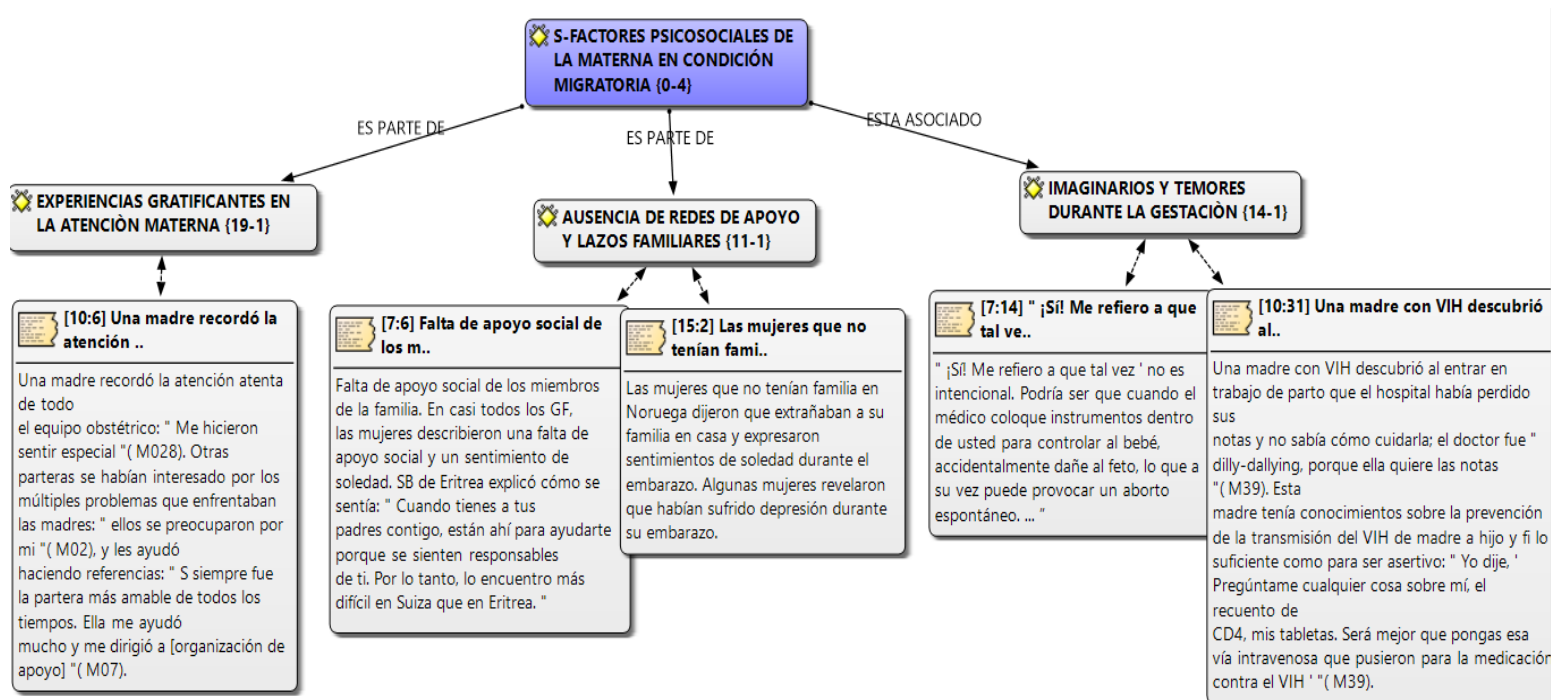 S-FACTORES PSICOSOCIALES DE
LA MATERNA EN CONDICIÓN
MIGRATORIA {0-4}
ES PARTE DE
ES PARTE DE
ESTA ASOCIADO
EXPERIENCIAS GRATIFICANTES EN
LA ATENCIÒN MATERNA {19-1}
AUSENCIA DE REDES DE APOYO
Y LAZOS FAMILIARES {11-1}
IMAGINARIOS Y TEMORES
DURANTE LA GESTACIÒN {14-1}
[10:6] Una madre recordó la
atención ..
Una madre recordó la atención atenta
de todo
el equipo obstétrico: " Me hicieron
sentir especial "( M028). Otras
parteras se habían interesado por los
múltiples problemas que enfrentaban
las madres: " ellos se preocuparon por
mi "( M02), y les ayudó
haciendo referencias: " S siempre fue
la partera más amable de todos los
tiempos. Ella me ayudó
mucho y me dirigió a [organización de
apoyo] "( M07).
[7:6] Falta de apoyo social de
los m..
Falta de apoyo social de los miembros
de la familia. En casi todos los GF,
las mujeres describieron una falta de
apoyo social y un sentimiento de
soledad. SB de Eritrea explicó cómo se
sentía: " Cuando tienes a tus
padres contigo, están ahí para ayudarte
porque se sienten responsables
de ti. Por lo tanto, lo encuentro más
difícil en Suiza que en Eritrea. "
[15:2] Las mujeres que no
tenían fami..
Las mujeres que no tenían familia en
Noruega dijeron que extrañaban a su
familia en casa y expresaron
sentimientos de soledad durante el
embarazo. Algunas mujeres revelaron
que habían sufrido depresión durante
su embarazo.
[7:14] " ¡Sí! Me refiero a que
tal ve..
" ¡Sí! Me refiero a que tal vez ' no es
intencional. Podría ser que cuando el
médico coloque instrumentos dentro
de usted para controlar al bebé,
accidentalmente dañe al feto, lo que a
su vez puede provocar un aborto
espontáneo. ... "
[10:31] Una madre con VIH descubrió
al..
Una madre con VIH descubrió al entrar en
trabajo de parto que el hospital había perdido
sus
notas y no sabía cómo cuidarla; el doctor fue "
dilly-dallying, porque ella quiere las notas
"( M39). Esta
madre tenía conocimientos sobre la prevención
de la transmisión del VIH de madre a hijo y fi lo
suficiente como para ser asertivo: " Yo dije, '
Pregúntame cualquier cosa sobre mí, el
recuento de
CD4, mis tabletas. Será mejor que pongas esa
vía intravenosa que pusieron para la medicación
contra el VIH ' "( M39).